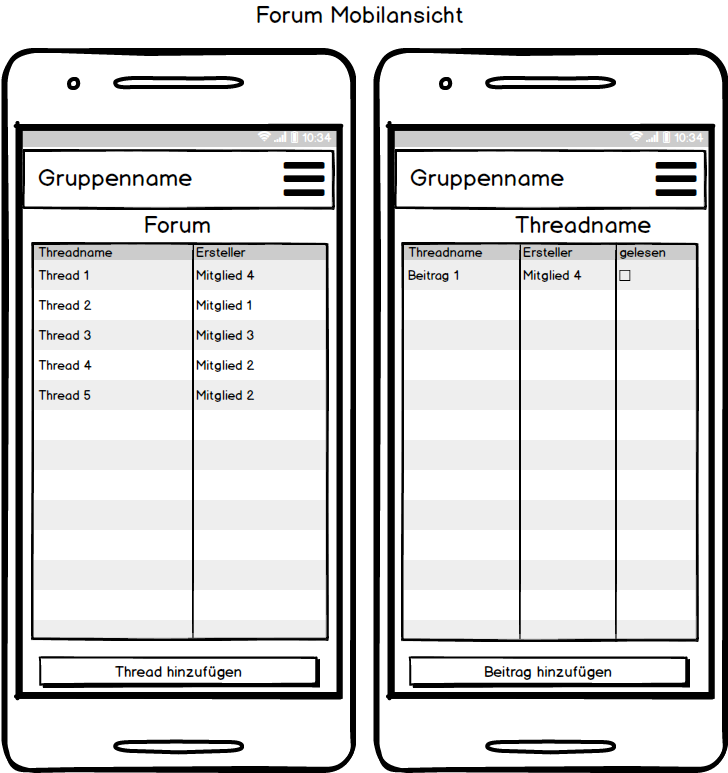 Forum Mobilansicht
10:34
Gruppenname
Forum
Threadname Ersteller
Thread 1 Mitglied 4
Thread 2 Mitglied 1
Thread 3 Mitglied 3
Thread 4 Mitglied 2
Thread 5 Mitglied 2
Thread hinzufügen
10:34
Gruppenname
Threadname
Threadname Ersteller gelesen
Beitrag 1 Mitglied 4
Beitrag hinzufügen